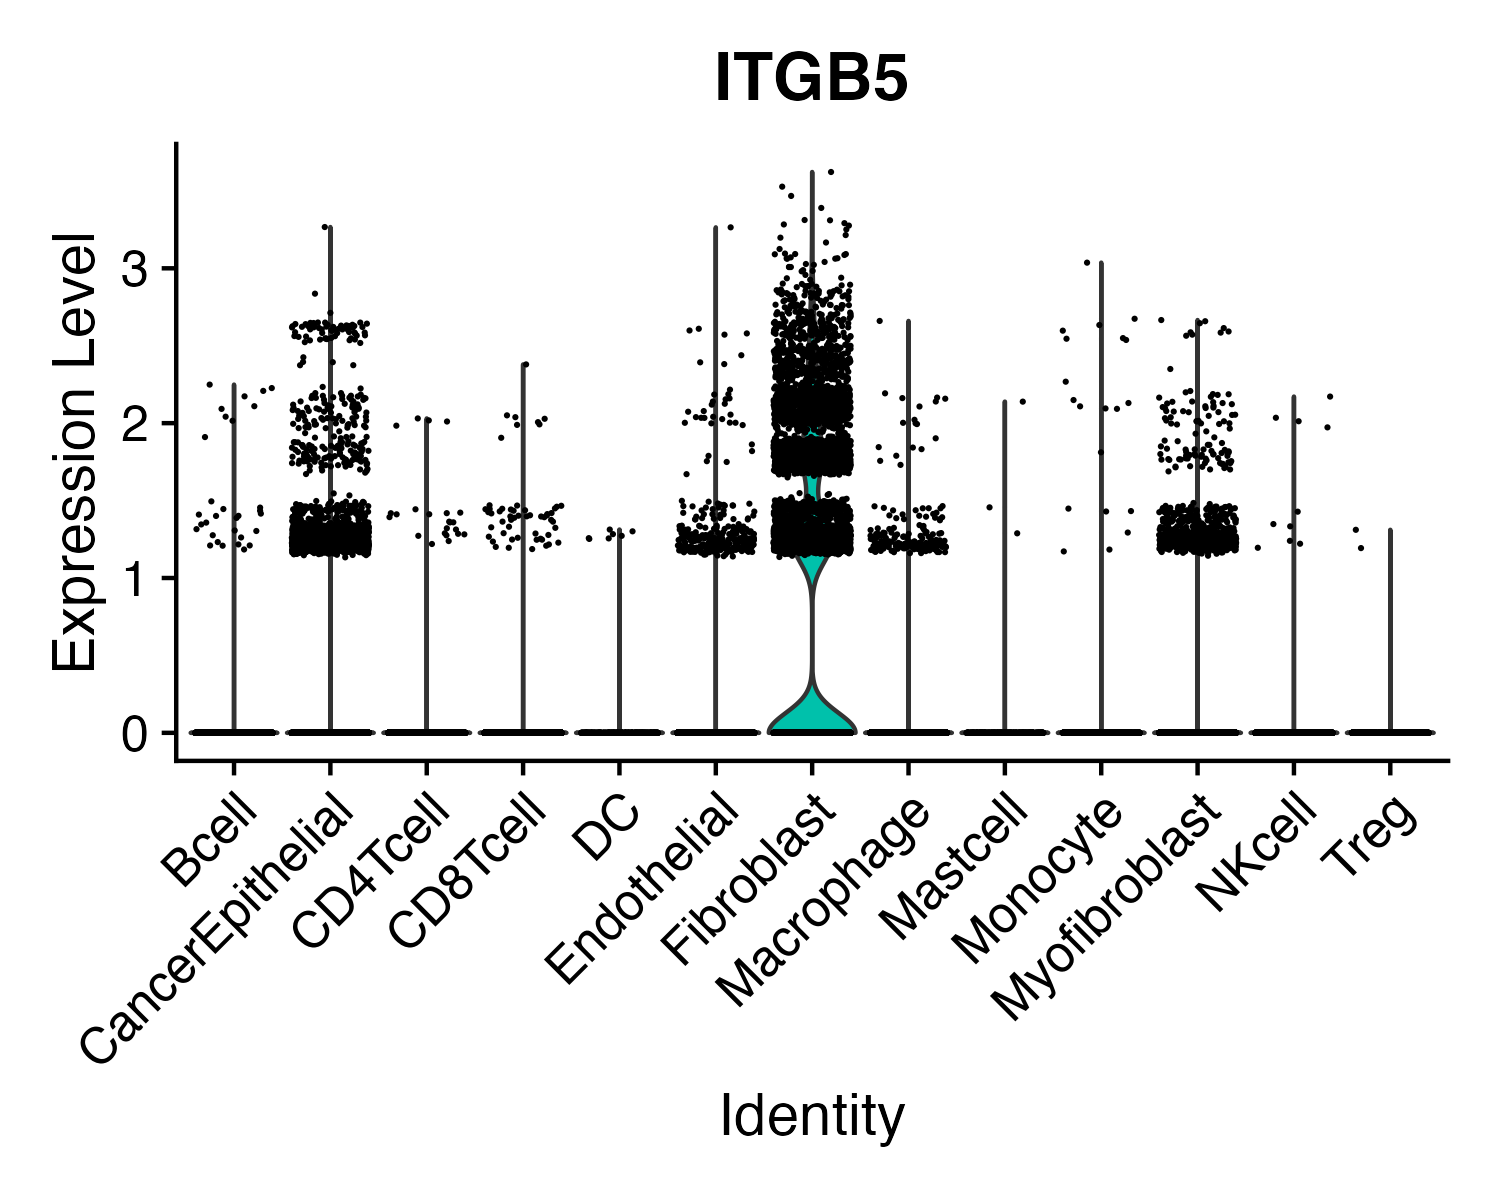 ITGB5
Expression Level
3
2
1
0
Bcell
CancerEpithelial
CD4Tcell
CD8Tcell
DC
Endothelial
Fibroblast
Macrophage
Mastcell
Monocyte
Myofibroblast
NKcell
Treg
Identity